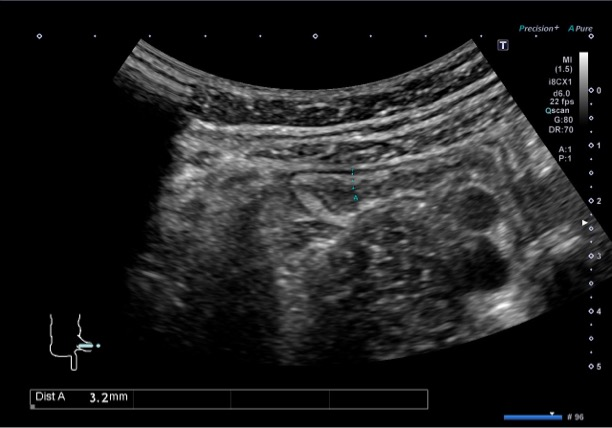 Precision+ A Pure
T
MI
(1.5)
i8CX1
d6.0
22 fps
Qscan
G:80
DR:70
A:1
P:1
0
1
2
3
4
5
A
Dist A 3.2mm
# 96